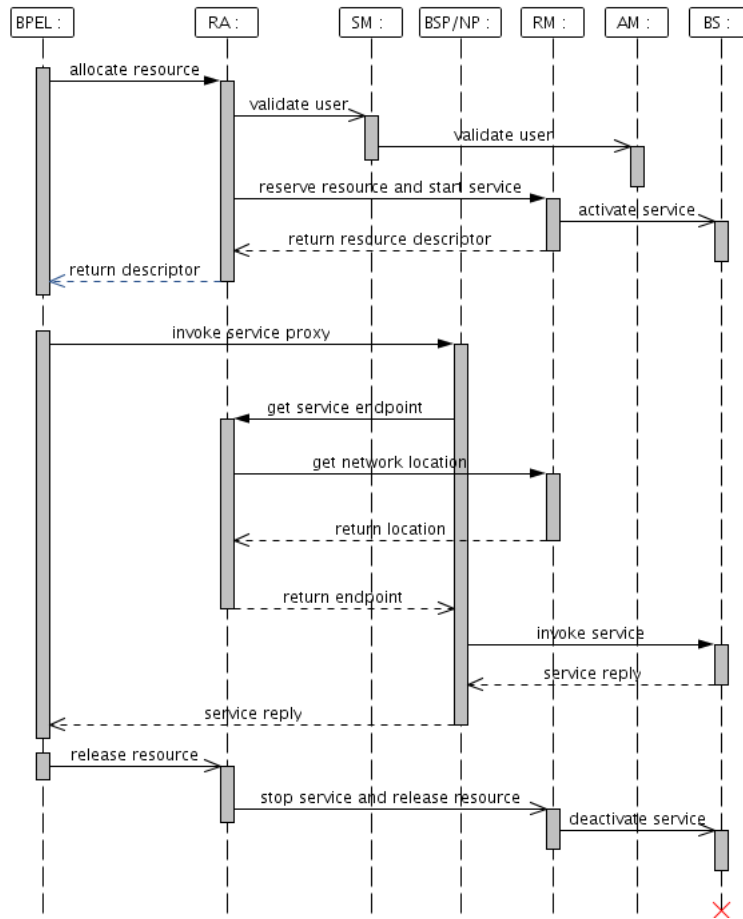 BPEL :
RA :
SM :
BSP/NP :
RM :
AM :
BS :
allocate resource
validate user
validate user
reserve resource and start service
activate service
return resource descriptor
return descriptor
invoke service proxy
get service endpoint
get network location
return location
return endpoint
invoke service
service reply
service reply
release resource
stop service and release resource
deactivate service